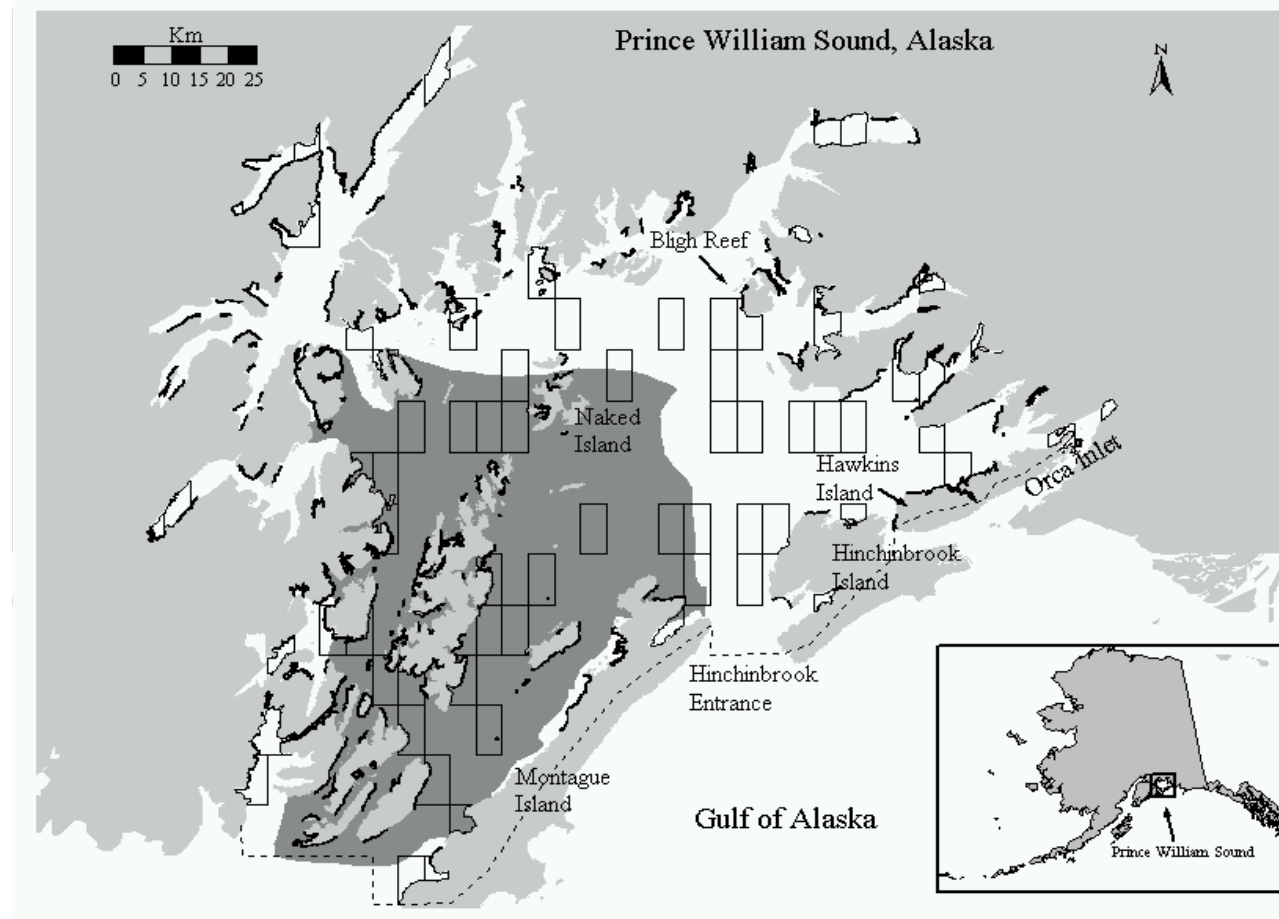 Prince William Sound, Alaska
Km
0 5 10 15 20 25
N
Bligh Reef
Naked
Island
Hawkins
Island
Orca Inlet
Hinchinbrook
Island
Hinchinbrook
Entrance
Montague
Island
Gulf of Alaska
Prince William Sound